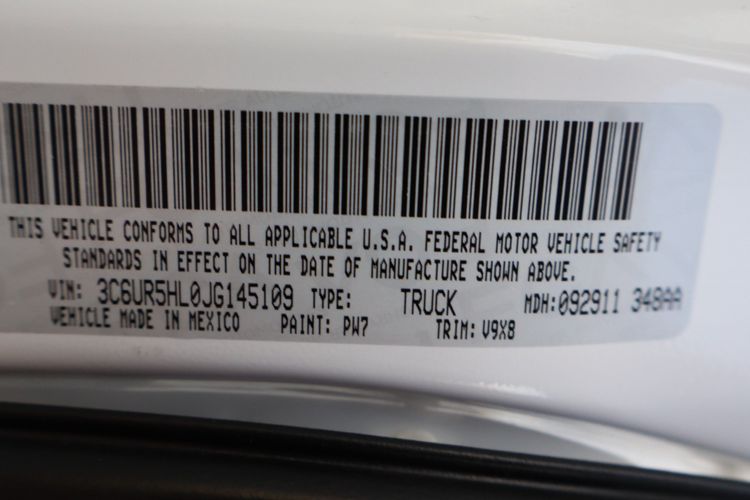 THIS VEHICLE CONFORMS TO ALL APPLICABLE U.S.A. FEDERAL MOTOR VEHICLE SAFETY
STANDARDS IN EFFECT ON THE DATE OF MANUFACTURE SHOWN ABOVE.
VIN: 3C6UR5HL0JG145109 TYPE: TRUCK MDH:092911 348AA
VEHICLE MADE IN MEXICO PAINT: PW7 TRIM: V9X8